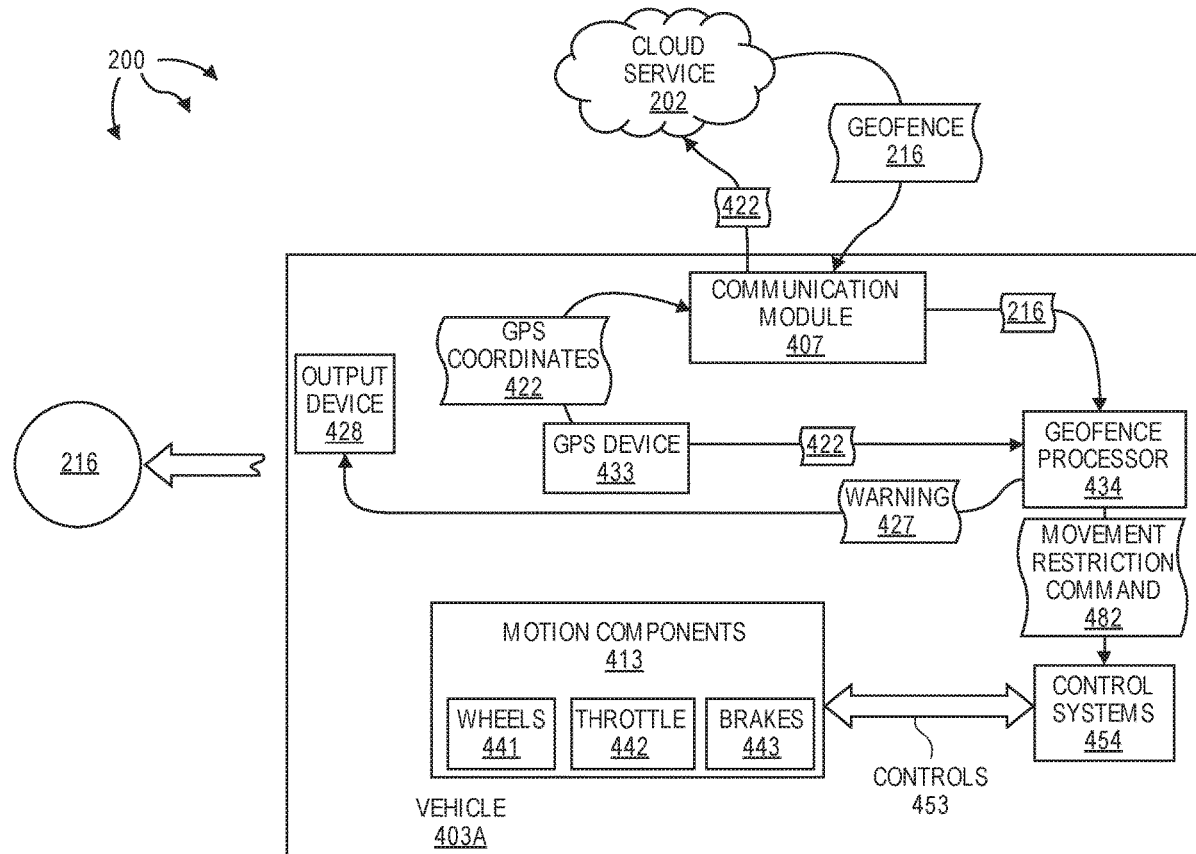 200
CLOUD
SERVICE
202
GEOFENCE
216
422
COMMUNICATION
MODULE
407
216
GPS
COORDINATES
422
OUTPUT
DEVICE
428
GPS DEVICE
433
422
GEOFENCE
PROCESSOR
434
216
WARNING
427
MOVEMENT
RESTRICTION
COMMAND
482
MOTION COMPONENTS
413
WHEELS
441
THROTTLE
442
BRAKES
443
CONTROL
SYSTEMS
454
CONTROLS
453
VEHICLE
403A